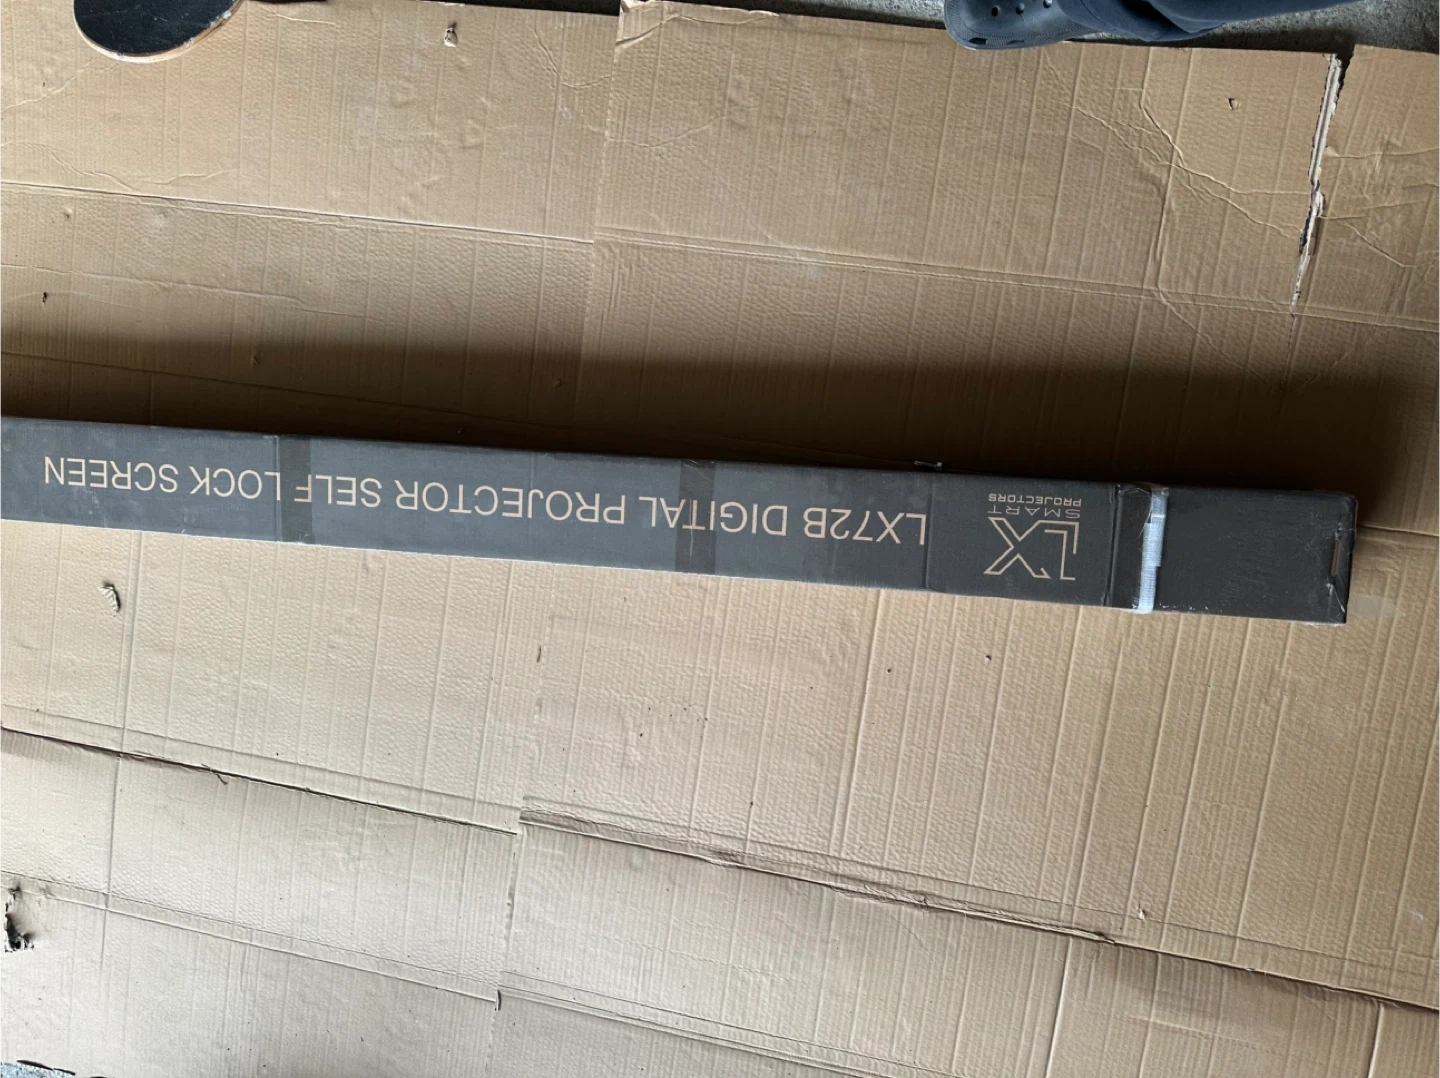 LX
SMART
PROJECTORS
LX72B DIGITAL PROJECTOR SELF LOCK SCREEN